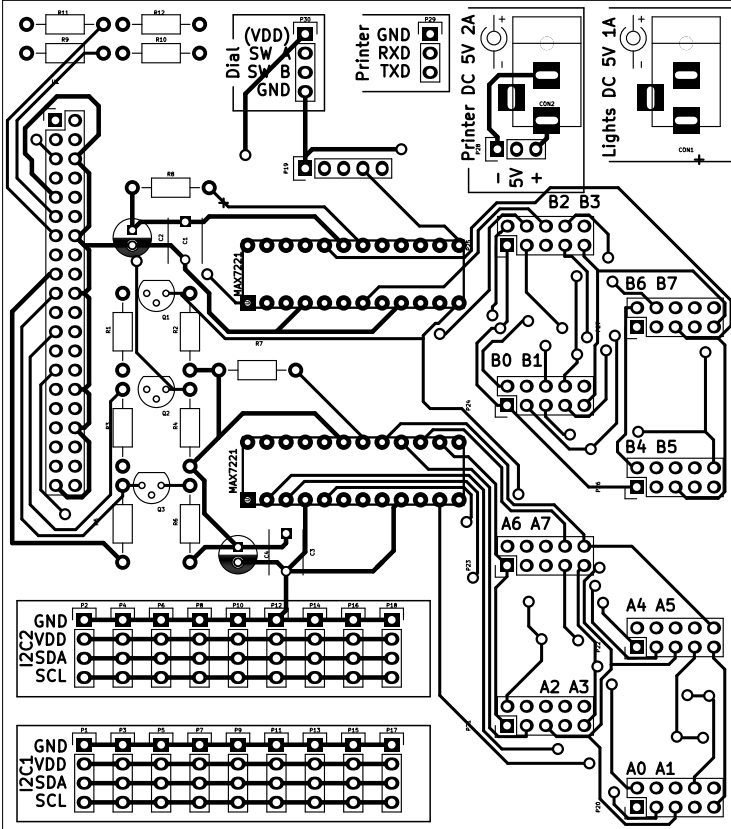 R11 R12
R9 R10
P30
(VDD)
SW A
SW B
GND
Dial
P29
GND
RXD
TXD
Printer
Printer DC 5V 2A
+
-
CON2
P28
- 5V +
Lights DC 5V 1A
+
-
CON1
+
P19
R8
+
C2
C1
MAX7221
B2 B3
B6 B7
Q1
R1
R2
R7
B0 B1
P24
Q2
R3
R4
MAX7221
B4 B5
Q3
R6
C4
C3
P23
A6 A7
A4 A5
A2 A3
P21
A0 A1
P20
P2 P4 P6 P8 P10 P12 P14 P16 P18
I2C2
GND
VDD
SDA
SCL
P1 P3 P5 P7 P9 P11 P13 P15 P17
I2C1
GND
VDD
SDA
SCL